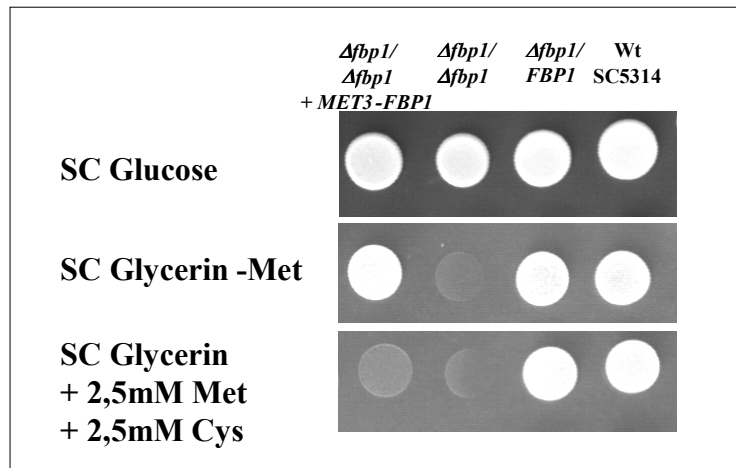 Δfbp1/ Δfbp1/ Δfbp1/ Wt
Δfbp1 Δfbp1 FBP1 SC5314
+ MET3-FBP1
SC Glucose
SC Glycerin -Met
SC Glycerin
+ 2,5mM Met
+ 2,5mM Cys